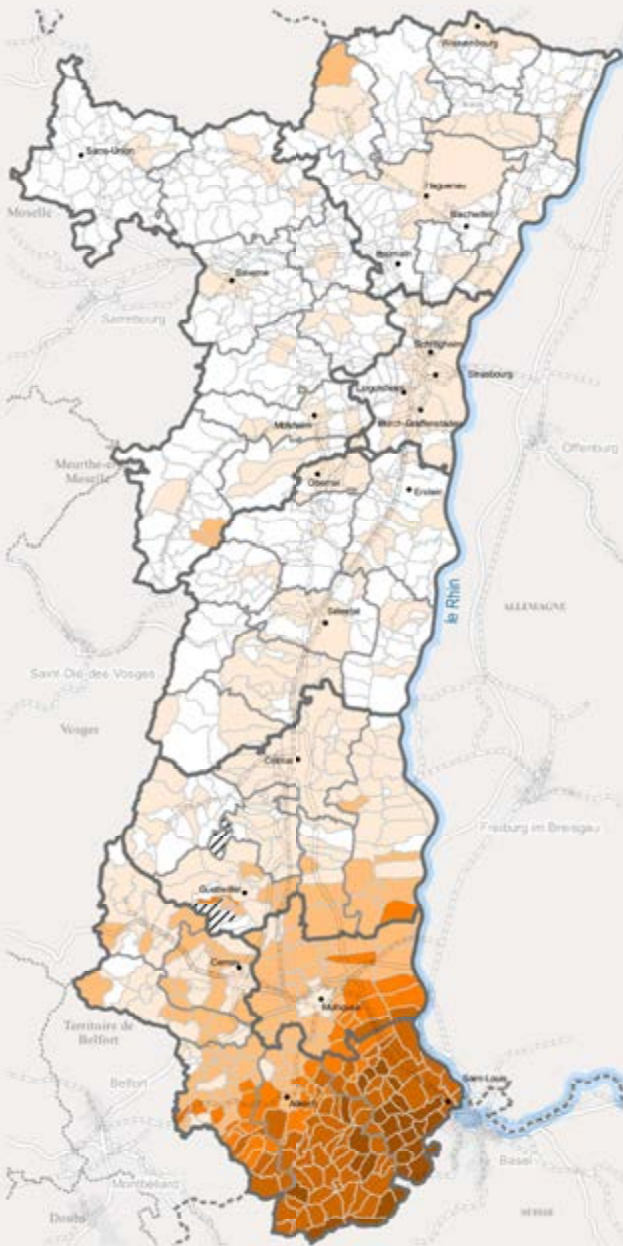 Wissembourg
Sarre-Union
Haguenau
Moselle
Bischwiller
Brumath
Saverne
Sarrebourg
Schiltigheim
Strasbourg
Lingolsheim
Illkirch-Graffenstaden
Molsheim
Offenburg
Meurthe-et-
Moselle
Obernai
Erstein
le Rhin
ALLEMAGNE
Sélestat
Saint-Dié-des Vosges
Vosges
Colmar
Freiburg im Breisgau
Guebwiller
Cernay
Mulhouse
Territoire de
Belfort
Saint-Louis
Belfort
Altkirch
Basel
Montbéliard
Doubs
SUISSE